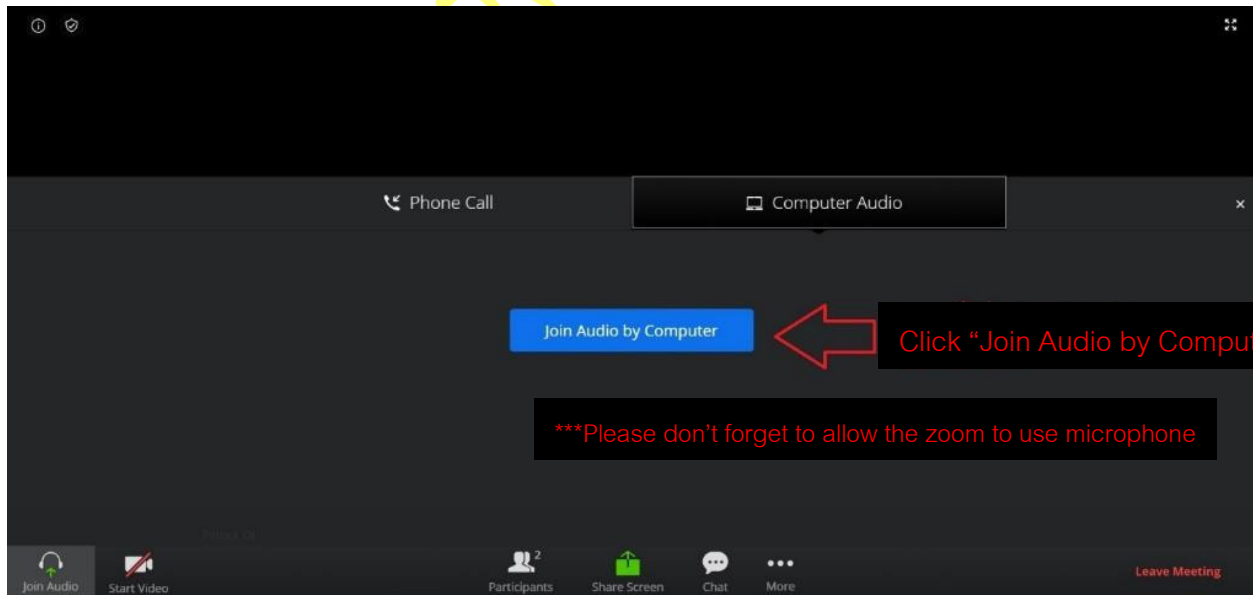 Phone Call
Computer Audio
×
Join Audio by Computer
Click “Join Audio by Comput
***Please don’t forget to allow the zoom to use microphone
Join Audio
Start Video
2
Participants
Share Screen
Chat
More
Leave Meeting